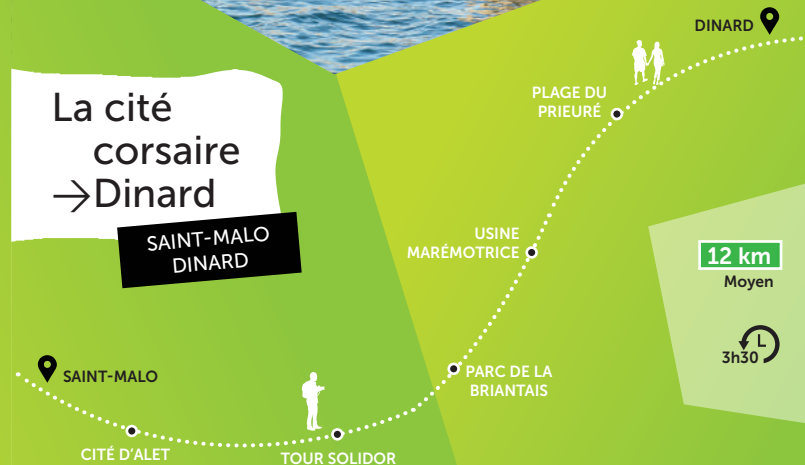 La cité
corsaire
→Dinard
SAINT-MALO
DINARD
SAINT-MALO
CITÉ D'ALET
TOUR SOLIDOR
PARC DE LA
BRIANTAIS
USINE
MARÉMOTRICE
PLAGE DU
PRIEURÉ
DINARD
12 km
Moyen
3h30